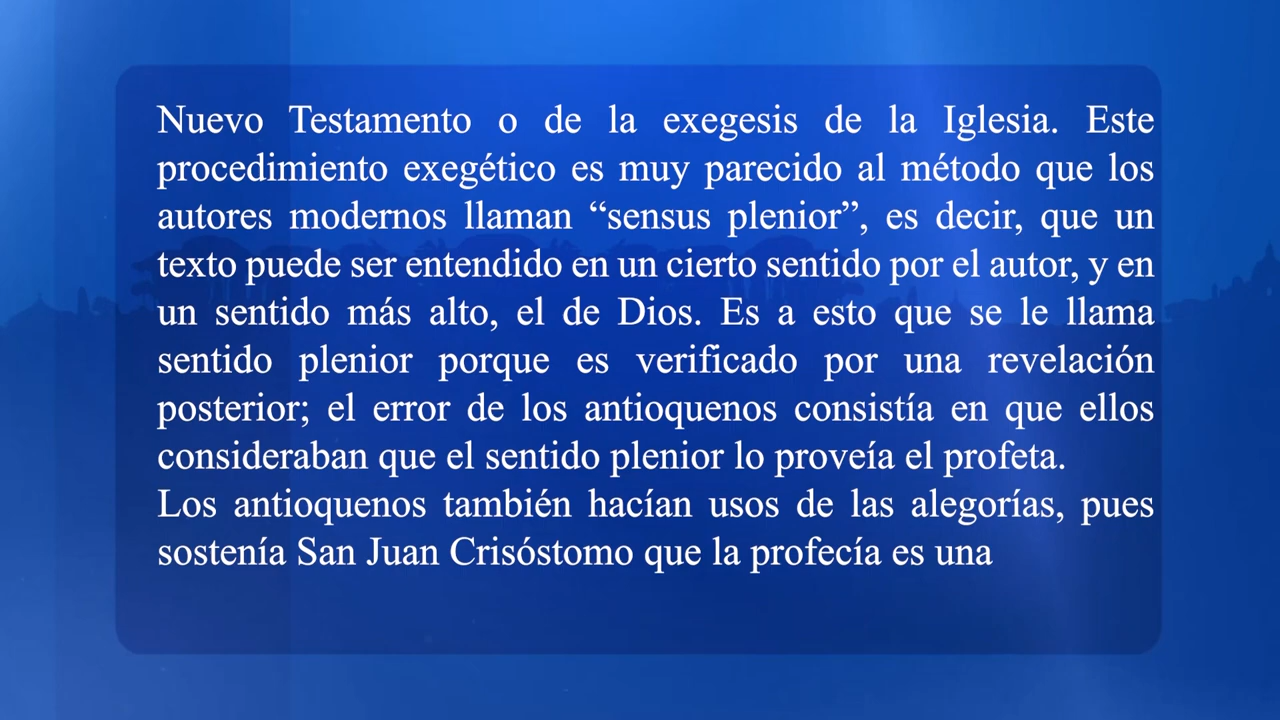 Nuevo Testamento o de la exegesis de la Iglesia. Este
procedimiento exegético es muy parecido al método que los
autores modernos llaman “sensus plenior”, es decir, que un
texto puede ser entendido en un cierto sentido por el autor, y en
un sentido más alto, el de Dios. Es a esto que se le llama
sentido plenior porque es verificado por una revelación
posterior; el error de los antioquenos consistía en que ellos
consideraban que el sentido plenior lo proveía el profeta.
Los antioquenos también hacían usos de las alegorías, pues
sostenía San Juan Crisóstomo que la profecía es una